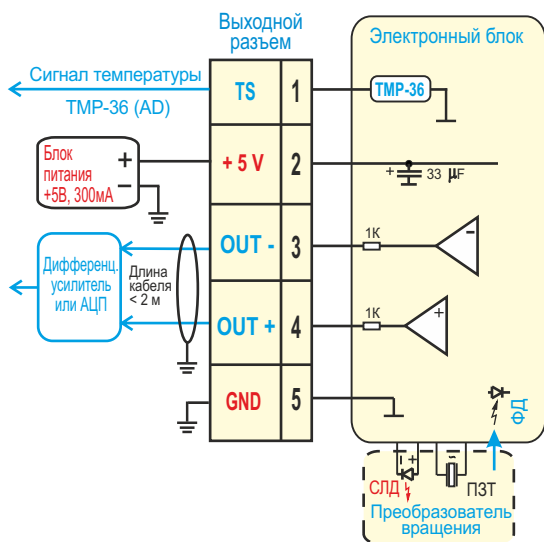 Выходной
разъем
Электронный блок
Сигнал температуры
TMP-36 (AD)
TS
1
TMP-36
Блок
питания
+5В, 300мА
+
−
+ 5 V
2
+
33 µF
Дифференц.
усилитель
или АЦП
Длина
кабеля
< 2 м
OUT -
3
1К
-
OUT +
4
1К
+
GND
5
ФД
- +
~
СЛД
ПЗТ
Преобразователь
вращения